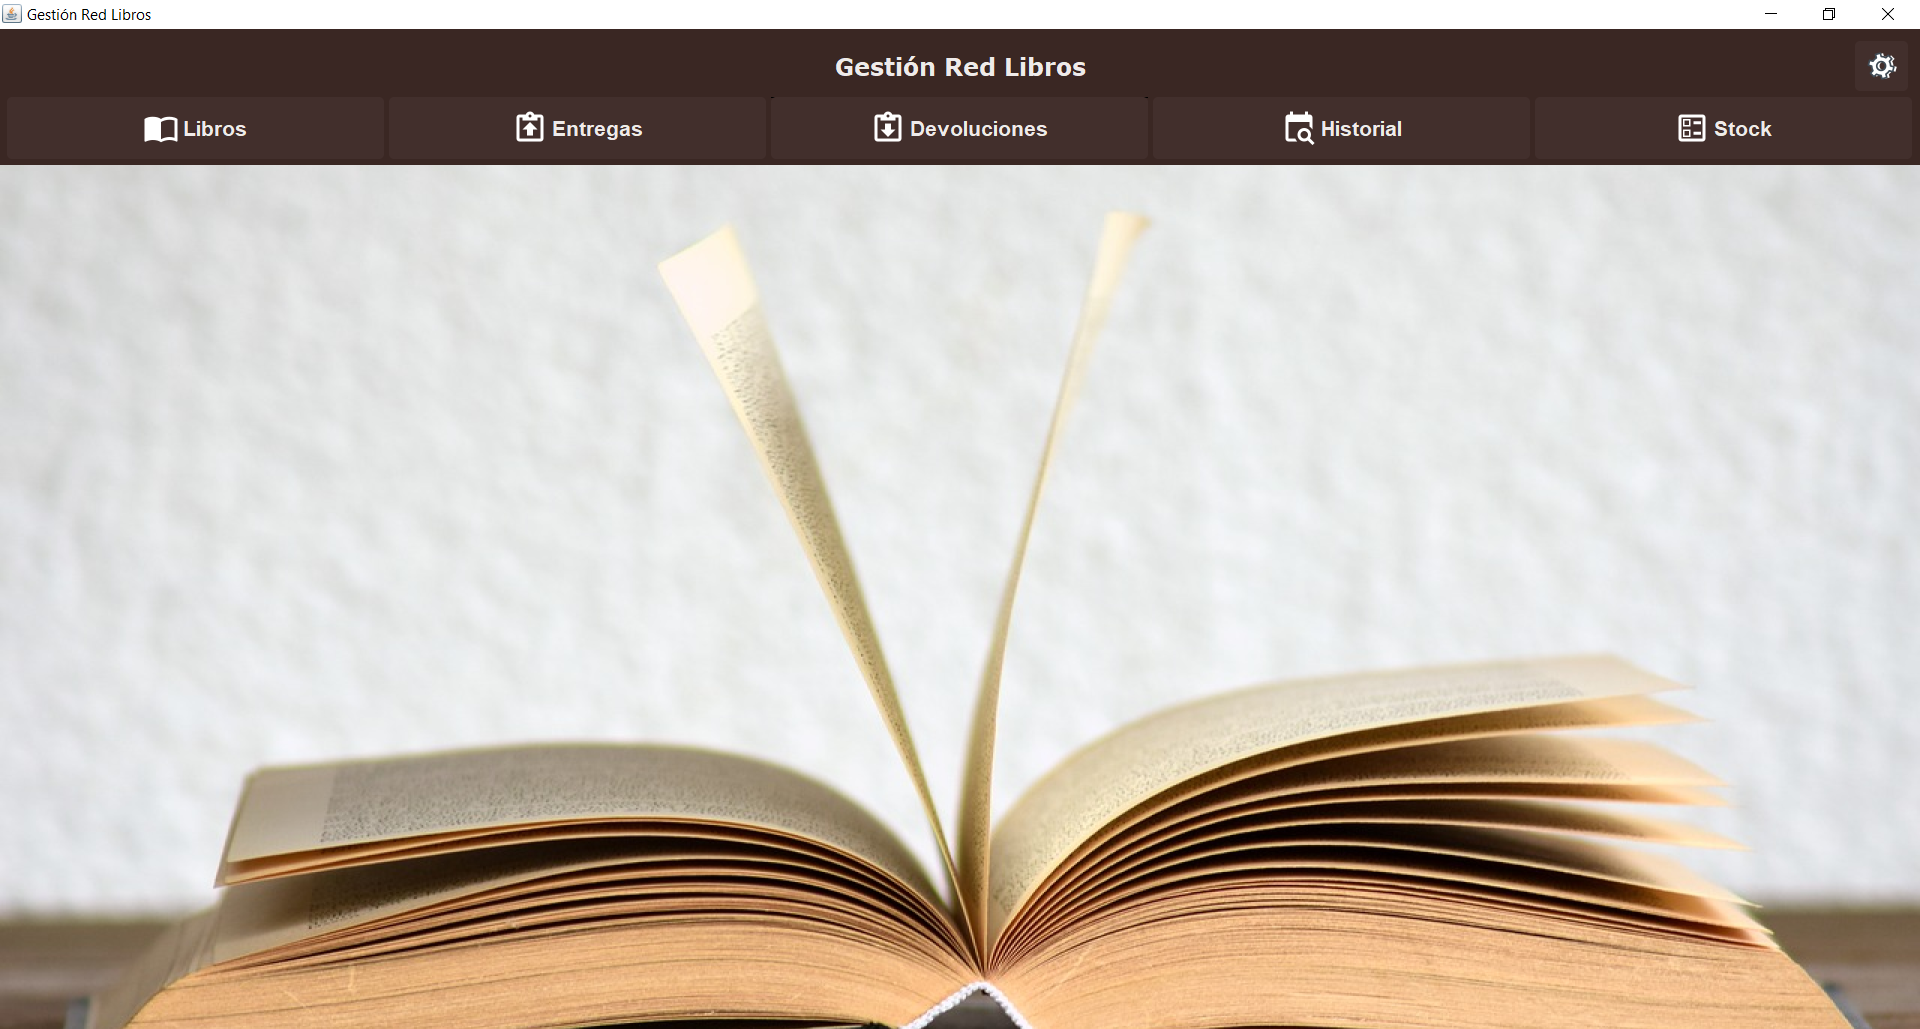 Gestión Red Libros
Gestión Red Libros
Libros Entregas Devoluciones Historial Stock